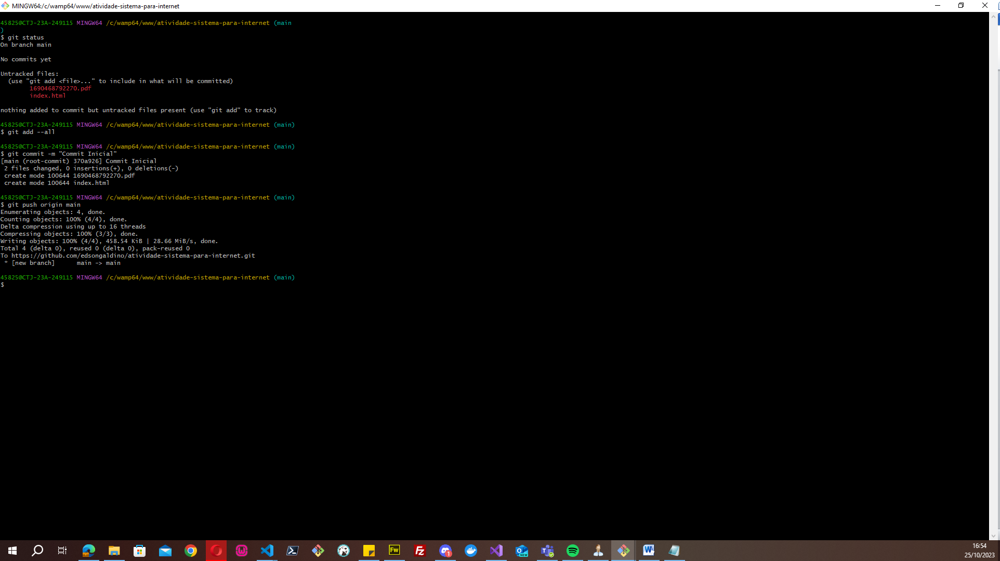 MINGW64:/c/wamp64/www/atividade-sistema-para-internet
45825@CTJ-23A-249115 MINGW64 /c/wamp64/www/atividade-sistema-para-internet (main
)
$ git status
On branch main
No commits yet
Untracked files:
(use "git add <file>..." to include in what will be committed)
1690468792270.pdf
index.html
nothing added to commit but untracked files present (use "git add" to track)
45825@CTJ-23A-249115 MINGW64 /c/wamp64/www/atividade-sistema-para-internet (main)
$ git add --all
45825@CTJ-23A-249115 MINGW64 /c/wamp64/www/atividade-sistema-para-internet (main)
$ git commit -m "Commit Inicial"
[main (root-commit) 370a926] Commit Inicial
2 files changed, 0 insertions(+), 0 deletions(-)
create mode 100644 1690468792270.pdf
create mode 100644 index.html
45825@CTJ-23A-249115 MINGW64 /c/wamp64/www/atividade-sistema-para-internet (main)
$ git push origin main
Enumerating objects: 4, done.
Counting objects: 100% (4/4), done.
Delta compression using up to 16 threads
Compressing objects: 100% (3/3), done.
Writing objects: 100% (4/4), 458.54 KiB | 28.66 MiB/s, done.
Total 4 (delta 0), reused 0 (delta 0), pack-reused 0
To https://github.com/edsongaldino/atividade-sistema-para-internet.git
* [new branch]      main -> main
45825@CTJ-23A-249115 MINGW64 /c/wamp64/www/atividade-sistema-para-internet (main)
$
Fw
Fz
1
NEW
16:54
25/10/2023